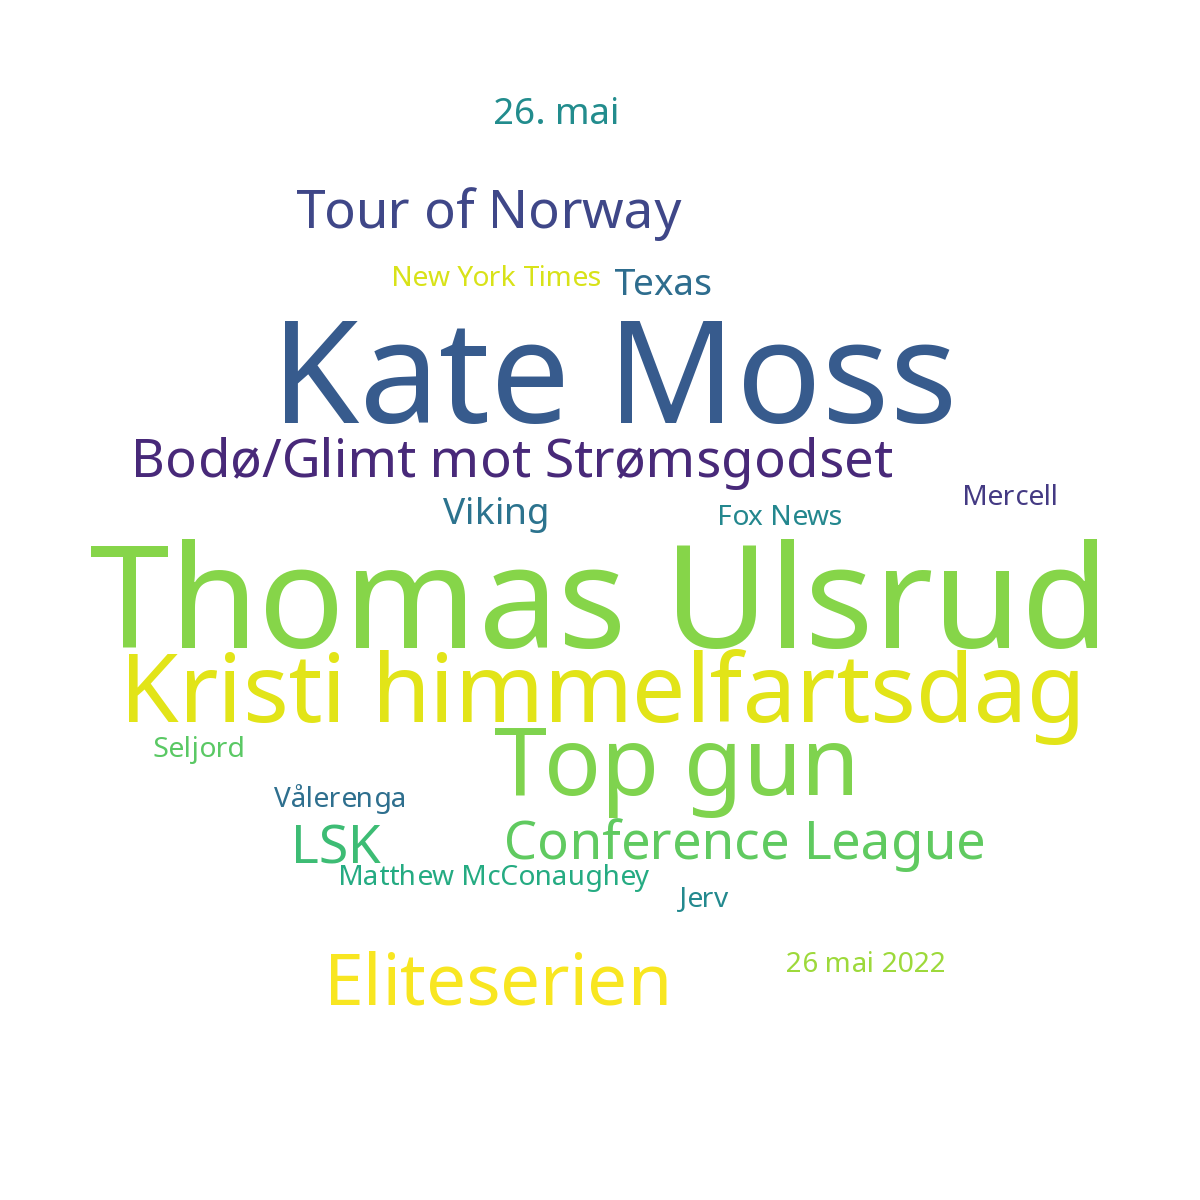 26. mai
Tour of Norway
New York Times
Texas
Kate Moss
Bodø/Glimt mot Strømsgodset
Mercell
Viking
Fox News
Thomas Ulsrud
Kristi himmelfartsdag
Seljord
Top gun
Vålerenga
LSK
Conference League
Matthew McConaughey
Jerv
Eliteserien
26 mai 2022